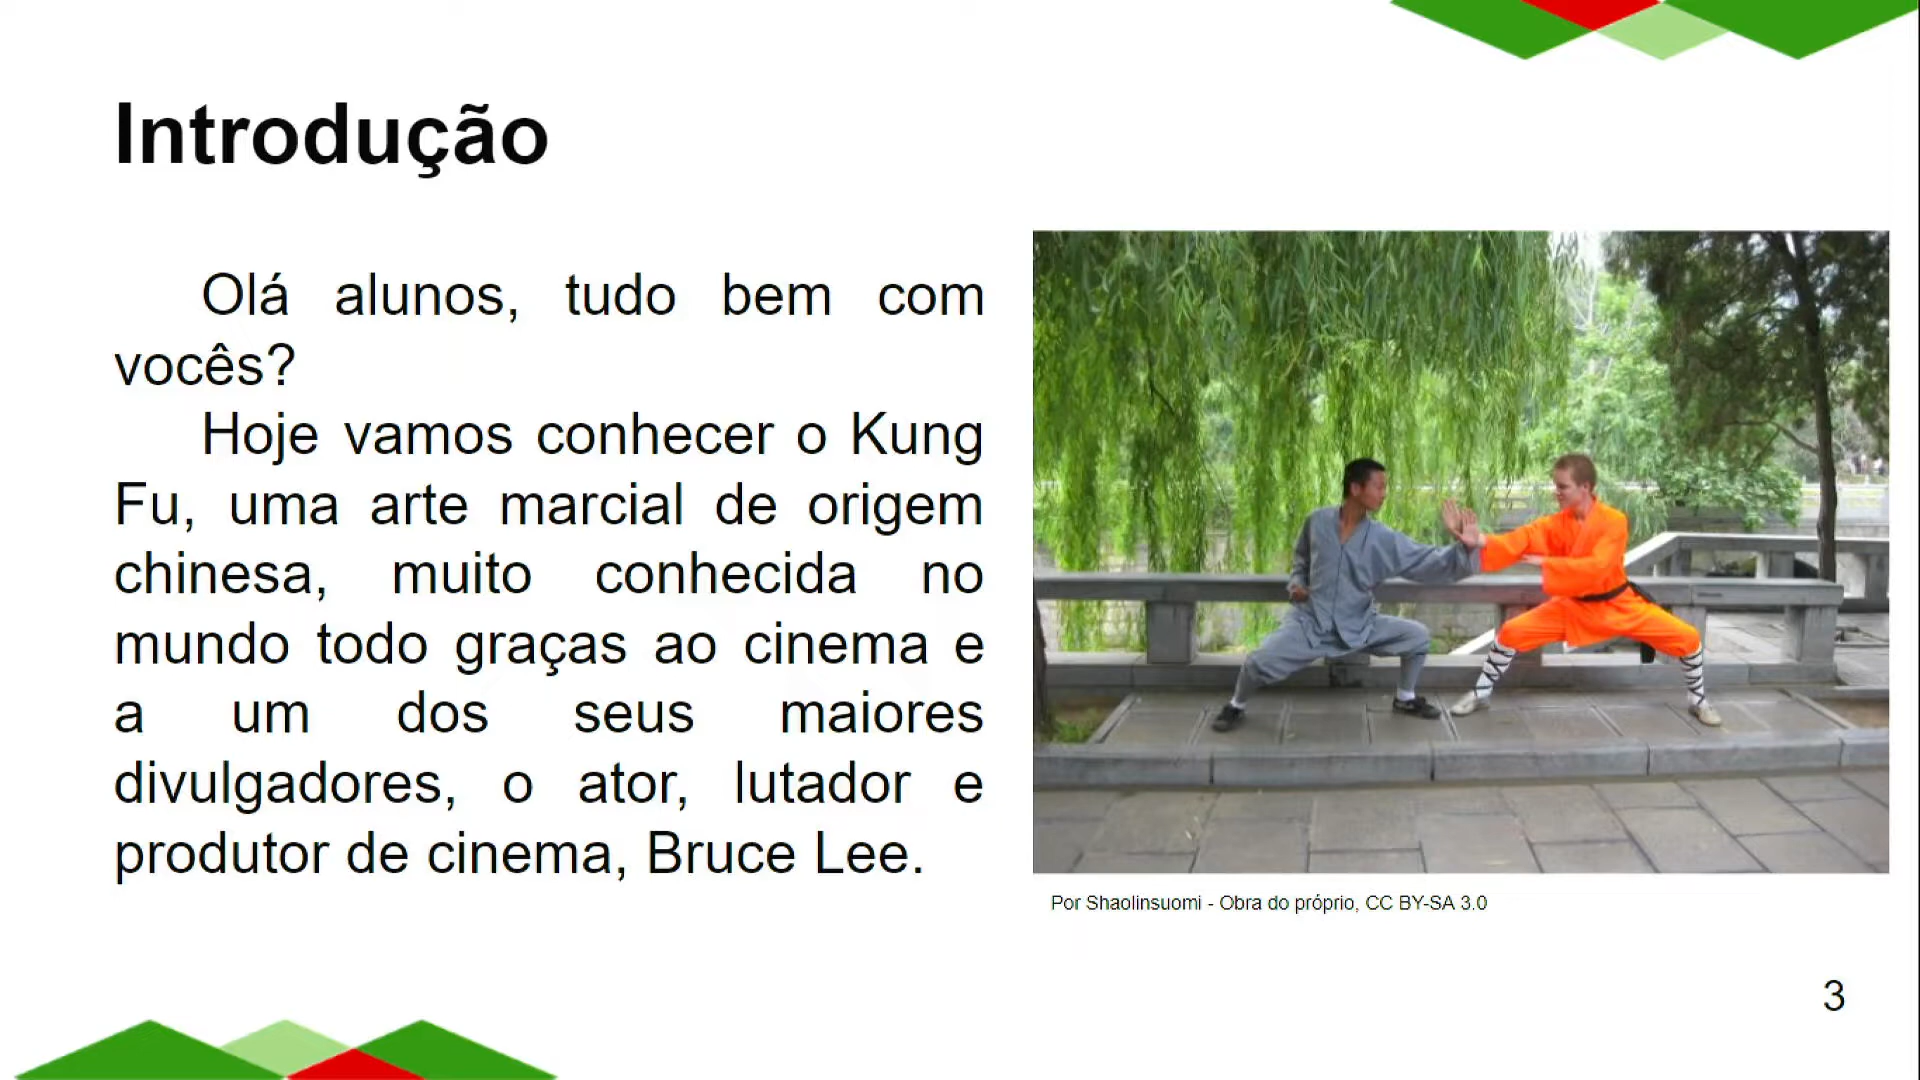 Introdução
Olá alunos, tudo bem com
vocês?
Hoje vamos conhecer o Kung
Fu, uma arte marcial de origem
chinesa, muito conhecida no
mundo todo graças ao cinema e
a um dos seus maiores
divulgadores, o ator, lutador e
produtor de cinema, Bruce Lee.
Por Shaolinsuomi - Obra do próprio, CC BY-SA 3.0
3